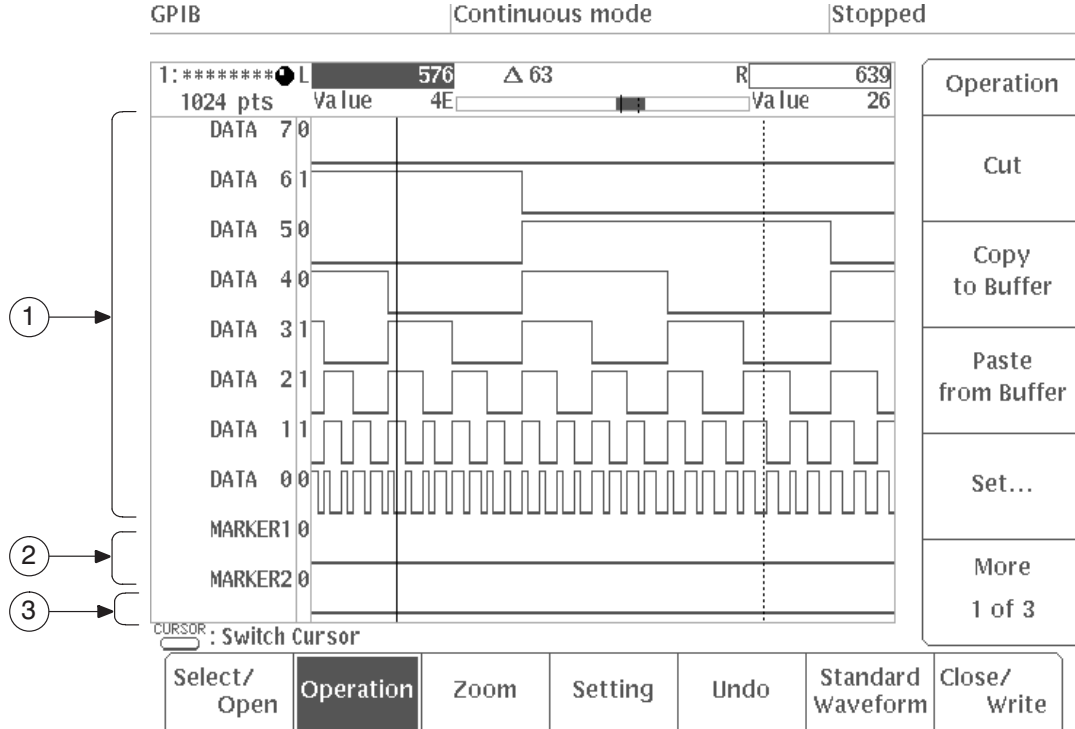 GPIB Continuous mode Stopped
1:******** L 576 Δ 63 R 639
1024 pts Value 4E Value 26
DATA 7 0
DATA 6 1
DATA 5 0
DATA 4 0
DATA 3 1
DATA 2 1
DATA 1 1
DATA 0 0
MARKER1 0
MARKER2 0
1
2
3
CURSOR : Switch Cursor
Operation
Cut
Copy
to Buffer
Paste
from Buffer
Set...
More
1 of 3
Select/
Open
Operation
Zoom
Setting
Undo
Standard
Waveform
Close/
Write